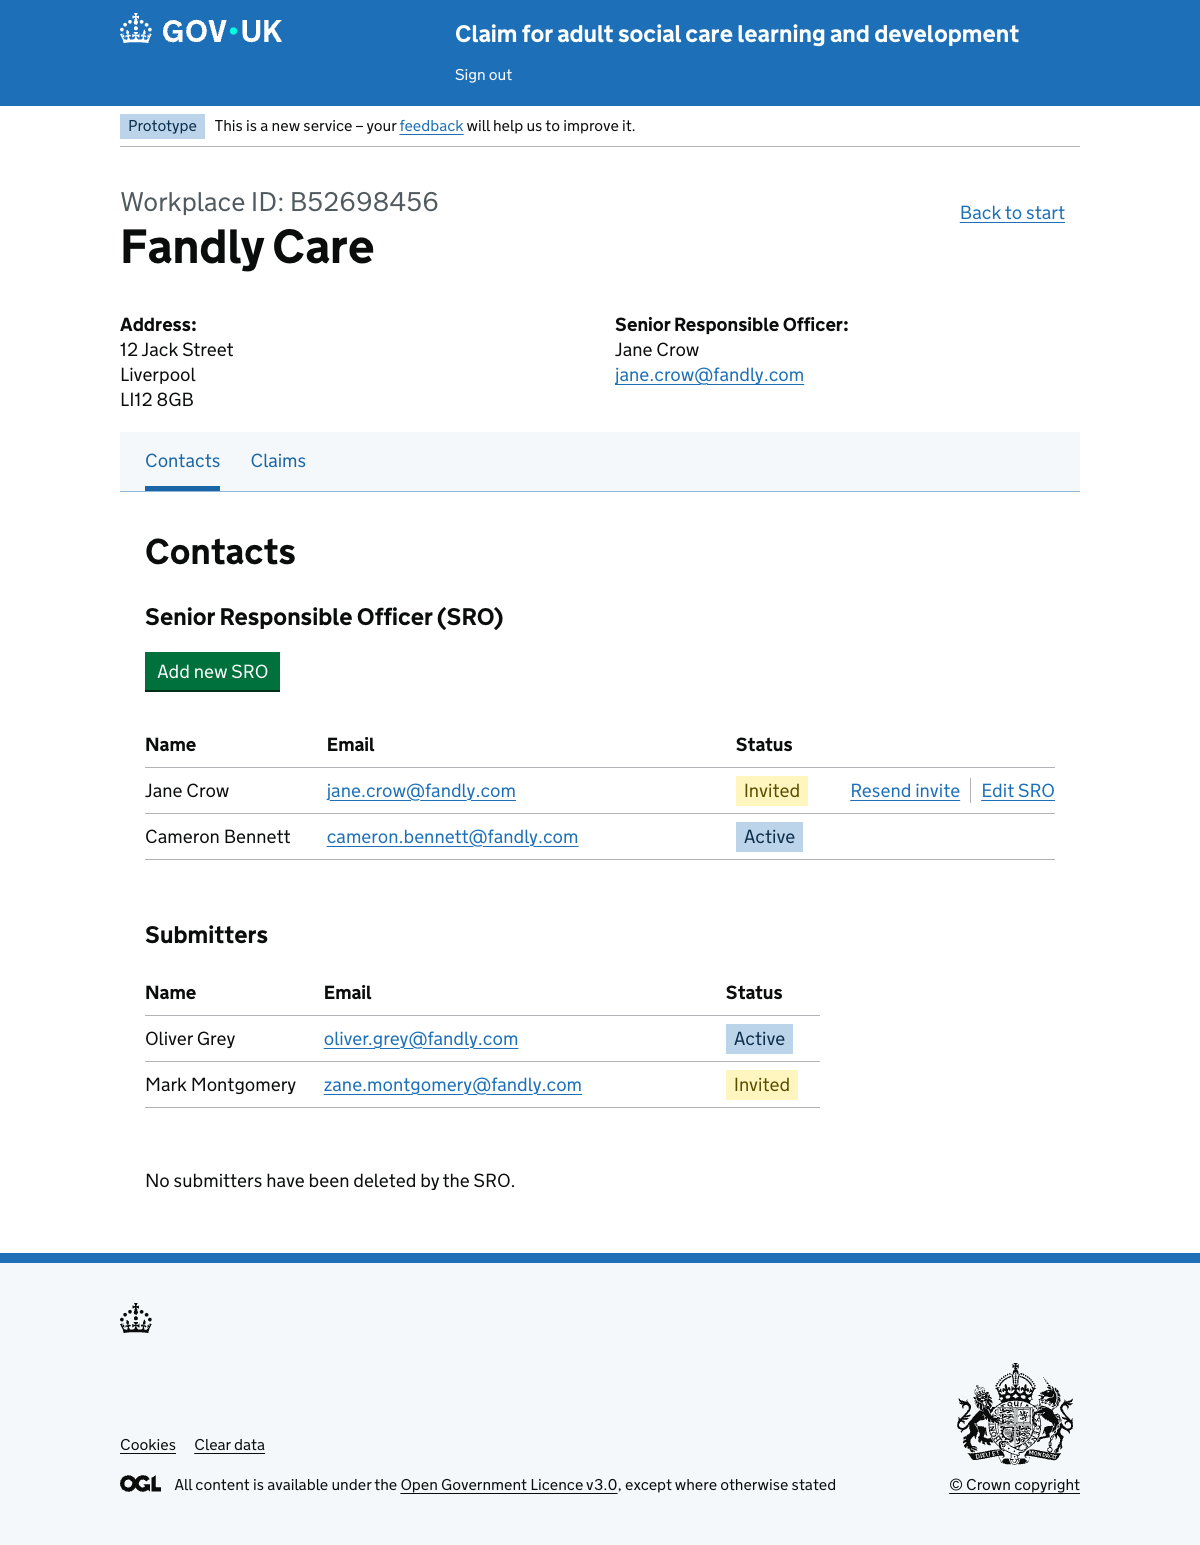 GOV·UK
Claim for adult social care learning and development
Sign out
Prototype This is a new service – your feedback will help us to improve it.
Workplace ID: B52698456
Back to start
Fandly Care
Address:
12 Jack Street
Liverpool
LI12 8GB
Senior Responsible Officer:
Jane Crow
jane.crow@fandly.com
Contacts Claims
Contacts
Senior Responsible Officer (SRO)
Add new SRO
Name Email Status
Jane Crow jane.crow@fandly.com Invited Resend invite Edit SRO
Cameron Bennett cameron.bennett@fandly.com Active
Submitters
Name Email Status
Oliver Grey oliver.grey@fandly.com Active
Mark Montgomery zane.montgomery@fandly.com Invited
No submitters have been deleted by the SRO.
Cookies Clear data
OGL All content is available under the Open Government Licence v3.0, except where otherwise stated
© Crown copyright